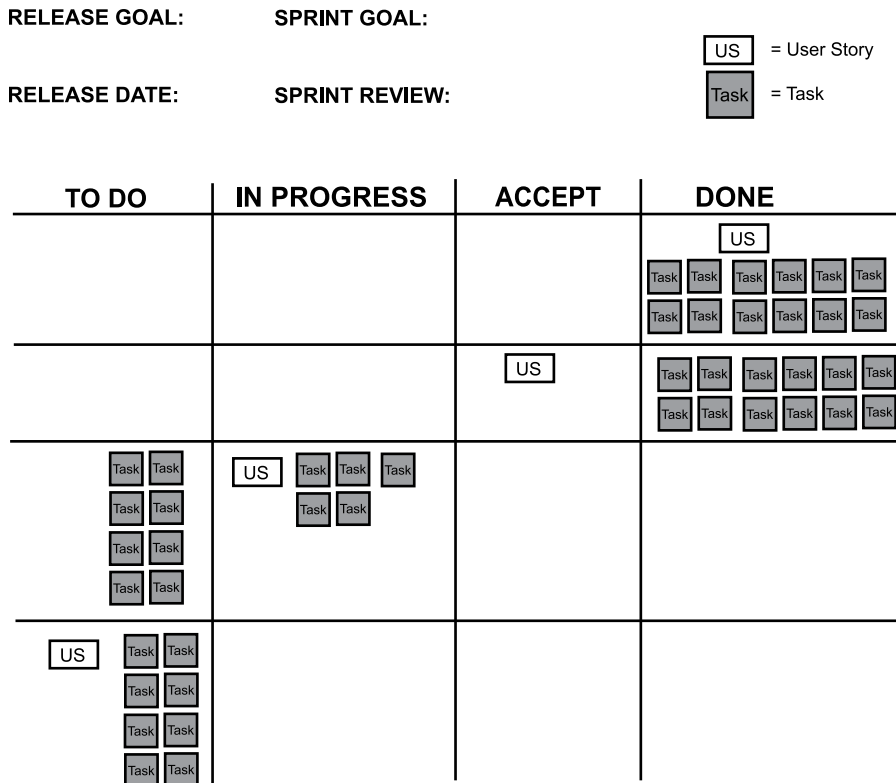 RELEASE GOAL: SPRINT GOAL:
US = User Story
RELEASE DATE: SPRINT REVIEW:
Task = Task
TO DO IN PROGRESS ACCEPT DONE
US
Task Task Task Task Task Task
Task Task Task Task Task Task
US
Task Task Task Task Task Task
Task Task Task Task Task Task
Task Task US Task Task Task
Task Task Task Task
Task Task
Task Task
US Task Task
Task Task
Task Task
Task Task